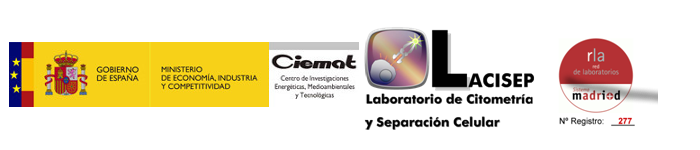 GOBIERNO
DE ESPAÑA
MINISTERIO
DE ECONOMÍA, INDUSTRIA
Y COMPETITIVIDAD
Ciemat
Centro de Investigaciones
Energéticas, Medioambientales
y Tecnológicas
LACISEP
Laboratorio de Citometría
y Separación Celular
rla
red
de laboratorios
madrimasd
Nº Registro: 277